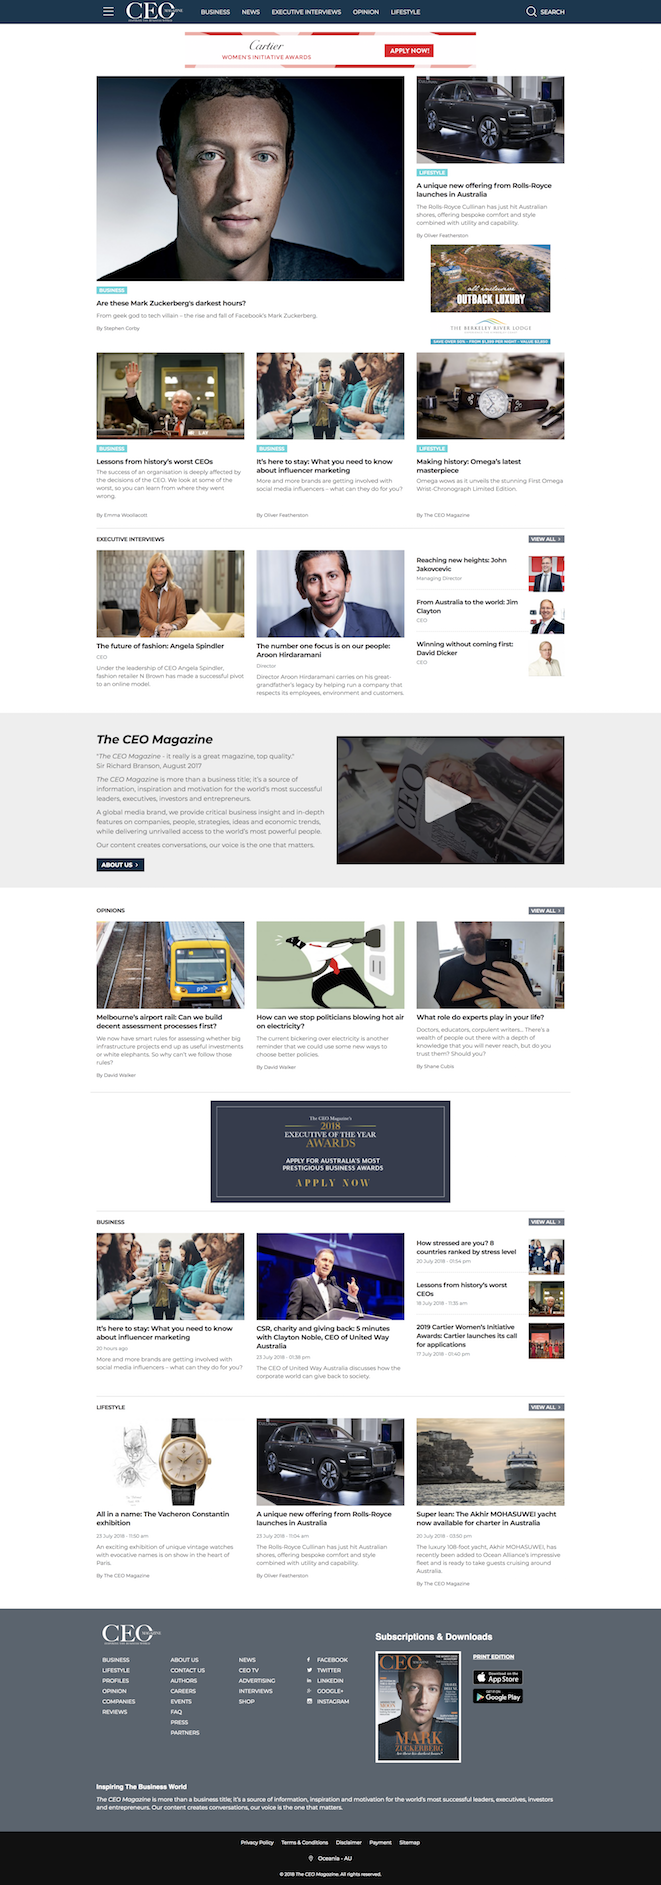 CEO MAGAZINE
BUSINESS NEWS EXECUTIVE INTERVIEWS OPINION LIFESTYLE SEARCH
Cartier
WOMEN'S INITIATIVE AWARDS
APPLY NOW!
BUSINESS
Are these Mark Zuckerberg's darkest hours?
From geek god to tech villain – the rise and fall of Facebook's Mark Zuckerberg.
By Stephen Corby
LIFESTYLE
A unique new offering from Rolls-Royce
launches in Australia
The Rolls-Royce Cullinan has just hit Australian
shores, offering bespoke comfort and style
combined with utility and capability.
By Oliver Featherston
all inclusive
OUTBACK LUXURY
THE BERKELEY RIVER LODGE
BUSINESS
Lessons from history's worst CEOs
The success of an organisation is deeply affected by
the decisions of the CEO. We look at some of the
worst, so you can learn from where they went
wrong.
By Emma Woollacott
BUSINESS
It's here to stay: What you need to know
about influencer marketing
More and more brands are getting involved with
social media influencers – what can they do for you?
By Oliver Featherston
LIFESTYLE
Making history: Omega's latest
masterpiece
Omega wows as it unveils the stunning First Omega
Wrist-Chronograph Limited Edition.
By The CEO Magazine
EXECUTIVE INTERVIEWS
VIEW ALL >
The future of fashion: Angela Spindler
CEO
Under the leadership of CEO Angela Spindler,
fashion retailer N Brown has made a successful pivot
to an online model.
The number one focus is on our people:
Aroon Hirdaramani
Director
Director Aroon Hirdaramani carries on his great-
grandfather's legacy by helping run a company that
respects its employees, environment and customers.
Reaching new heights: John
Jakovcevic
Managing Director
From Australia to the world: Jim
Clayton
CEO
Winning without coming first:
David Dicker
CEO
The CEO Magazine
"The CEO Magazine - it really is a great magazine, top quality."
Sir Richard Branson, August 2017
The CEO Magazine is more than a business title; it's a source of
information, inspiration and motivation for the world's most successful
leaders, executives, investors and entrepreneurs.
A global media brand, we provide critical business insight and in-depth
features on companies, people, strategies, ideas and economic trends,
while delivering unrivalled access to the world's most powerful people.
Our content creates conversations, our voice is the one that matters.
ABOUT US >
CEO
OPINIONS
VIEW ALL >
Melbourne's airport rail: Can we build
decent assessment processes first?
We now have smart rules for assessing whether big
infrastructure projects end up as useful investments
or white elephants. So why can't we follow those
rules?
By David Walker
How can we stop politicians blowing hot air
on electricity?
The current bickering over electricity is another
reminder that we could use some new ways to
choose better policies.
By David Walker
What role do experts play in your life?
Doctors, educators, corpulent writers... There's a
wealth of people out there with a depth of
knowledge that you will never reach, but do you
trust them? Should you?
By Shane Cubis
The CEO Magazine's
2018
EXECUTIVE OF THE YEAR
AWARDS
APPLY FOR AUSTRALIA'S MOST
PRESTIGIOUS BUSINESS AWARDS
APPLY NOW
BUSINESS
VIEW ALL >
It's here to stay: What you need to know
about influencer marketing
20 hours ago
More and more brands are getting involved with
social media influencers – what can they do for you?
CSR, charity and giving back: 5 minutes
with Clayton Noble, CEO of United Way
Australia
23 July 2018 - 01:38 pm
The CEO of United Way Australia discusses how the
corporate world can give back to society.
How stressed are you? 8
countries ranked by stress level
20 July 2018 - 01:54 pm
Lessons from history's worst
CEOs
18 July 2018 - 11:35 am
2019 Cartier Women's Initiative
Awards: Cartier launches its call
for applications
17 July 2018 - 01:40 pm
LIFESTYLE
VIEW ALL >
All in a name: The Vacheron Constantin
exhibition
23 July 2018 - 11:50 am
An exciting exhibition of unique vintage watches
with evocative names is on show in the heart of
Paris.
By The CEO Magazine
A unique new offering from Rolls-Royce
launches in Australia
23 July 2018 - 11:04 am
The Rolls-Royce Cullinan has just hit Australian
shores, offering bespoke comfort and style
combined with utility and capability.
By Oliver Featherston
Super lean: The Akhir MOHASUWEI yacht
now available for charter in Australia
20 July 2018 - 03:50 pm
The luxury 108-foot yacht, Akhir MOHASUWEI, has
recently been added to Ocean Alliance's impressive
fleet and is ready to take guests cruising around
Australia.
By The CEO Magazine
CEO MAGAZINE
BUSINESS
LIFESTYLE
PROFILES
OPINION
COMPANIES
REVIEWS
ABOUT US
CONTACT US
AUTHORS
CAREERS
EVENTS
FAQ
PRESS
PARTNERS
NEWS
CEO TV
ADVERTISING
INTERVIEWS
SHOP
FACEBOOK
TWITTER
LINKEDIN
GOOGLE+
INSTAGRAM
Subscriptions & Downloads
CEO
MARK
ZUCKERBERG
PRINT EDITION
Download on the
App Store
GET IT ON
Google Play
Inspiring The Business World
The CEO Magazine is more than a business title; it's a source of information, inspiration and motivation for the world's most successful leaders, executives, investors
and entrepreneurs. Our content creates conversations, our voice is the one that matters.
Privacy Policy Terms & Conditions Disclaimer Payment Sitemap
Oceania - AU
© 2018 The CEO Magazine. All rights reserved.